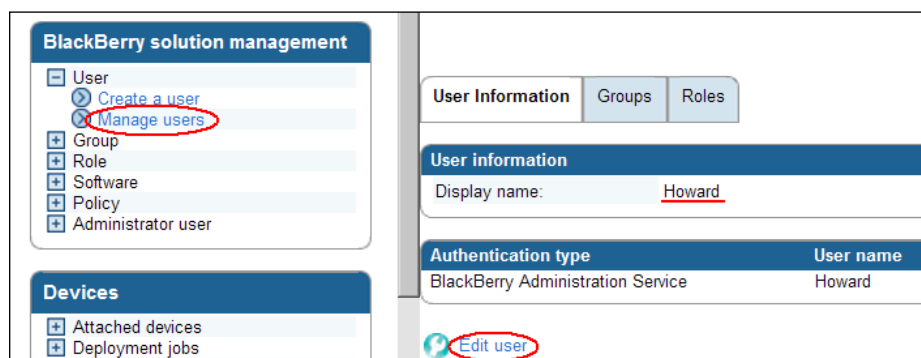 BlackBerry solution management
User
Create a user
Manage users
Group
Role
Software
Policy
Administrator user
Devices
Attached devices
Deployment jobs
User Information Groups Roles
User information
Display name: Howard
Authentication type User name
BlackBerry Administration Service Howard
Edit user